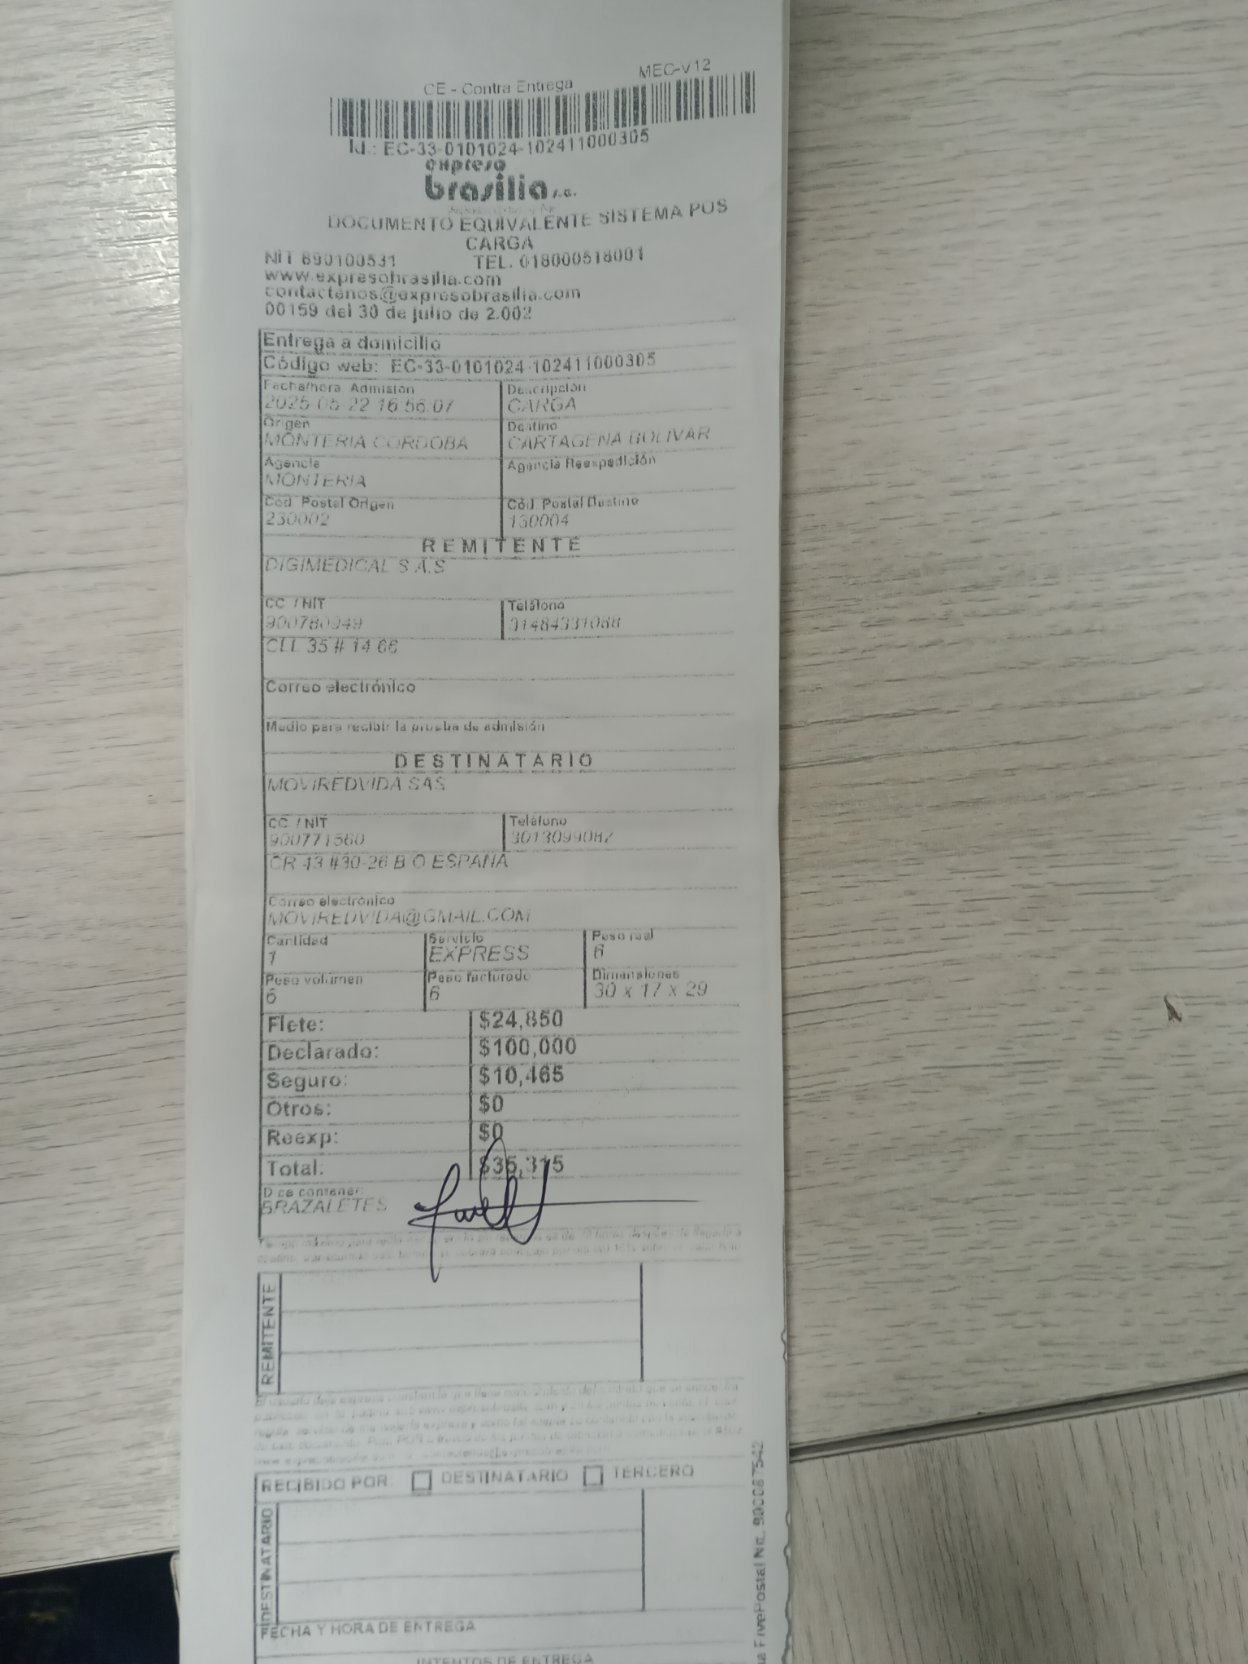 CE - Contra Entrega MEC-V12
Id.: EC-33-0101024-102411000305
expreso
brasilia s.a.
DOCUMENTO EQUIVALENTE SISTEMA POS
CARGA
NIT 890100531 TEL. 018000518001
www.expresobrasilia.com
contactenos@expresobrasilia.com
00159 del 30 de julio de 2.002
Entrega a domicilio
Código web: EC-33-0101024-102411000305
Fecha/hora Admisión Descripción
2025-05-22 16:56:07 CARGA
Origen Destino
MONTERIA CORDOBA CARTAGENA BOLIVAR
Agencia Agencia Reexpedición
MONTERIA
Cód. Postal Origen Cód. Postal Destino
230002 130004
REMITENTE
DIGIMEDICAL S.A.S
CC / NIT Teléfono
900780949 31484331088
CLL 35 # 14 66
Correo electrónico
Medio para recibir la prueba de admisión
DESTINATARIO
MOVIREDVIDA SAS
CC / NIT Teléfono
900771560 3013099082
CR 43 #30-26 B O ESPAÑA
Correo electrónico
MOVIREDVIDA@GMAIL.COM
Cantidad Servicio Peso real
1 EXPRESS 6
Peso volumen Peso facturado Dimensiones
6 6 30 x 17 x 29
Flete: $24,850
Declarado: $100,000
Seguro: $10,465
Otros: $0
Reexp: $0
Total: $35,315
Dice contener
BRAZALETES
REMITENTE
RECIBIDO POR: DESTINATARIO TERCERO
DESTINATARIO
FECHA Y HORA DE ENTREGA
INTENTOS DE ENTREGA